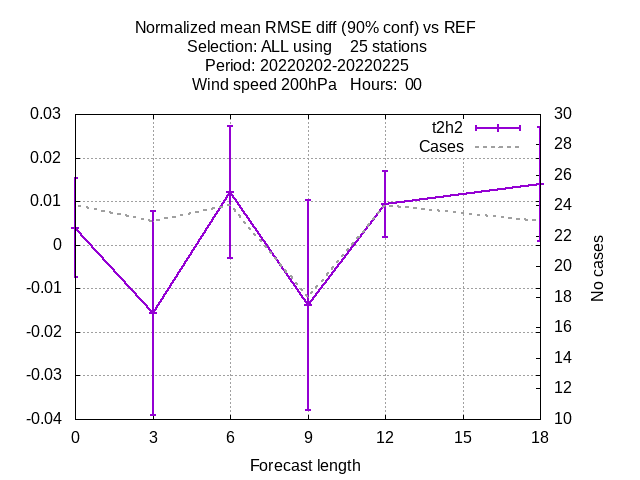 Normalized mean RMSE diff (90% conf) vs REF
Selection: ALL using    25 stations
Period: 20220202-20220225
Wind speed 200hPa   Hours:  00
t2h2
Cases
0.03
0.02
0.01
0
-0.01
-0.02
-0.03
-0.04
30
28
26
24
22
20
18
16
14
12
10
No cases
0 3 6 9 12 15 18
Forecast length